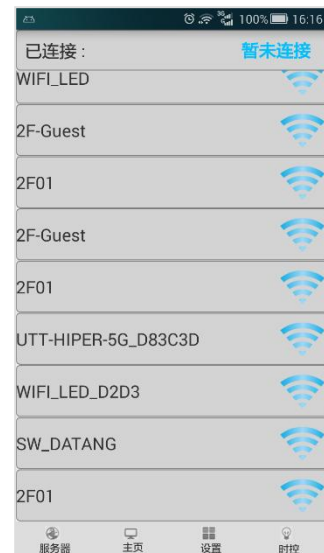 3G 100% 16:16
已连接 : 暂未连接
WIFI_LED
2F-Guest
2F01
2F-Guest
2F01
UTT-HIPER-5G_D83C3D
WIFI_LED_D2D3
SW_DATANG
2F01
服务器 主页 设置 时控